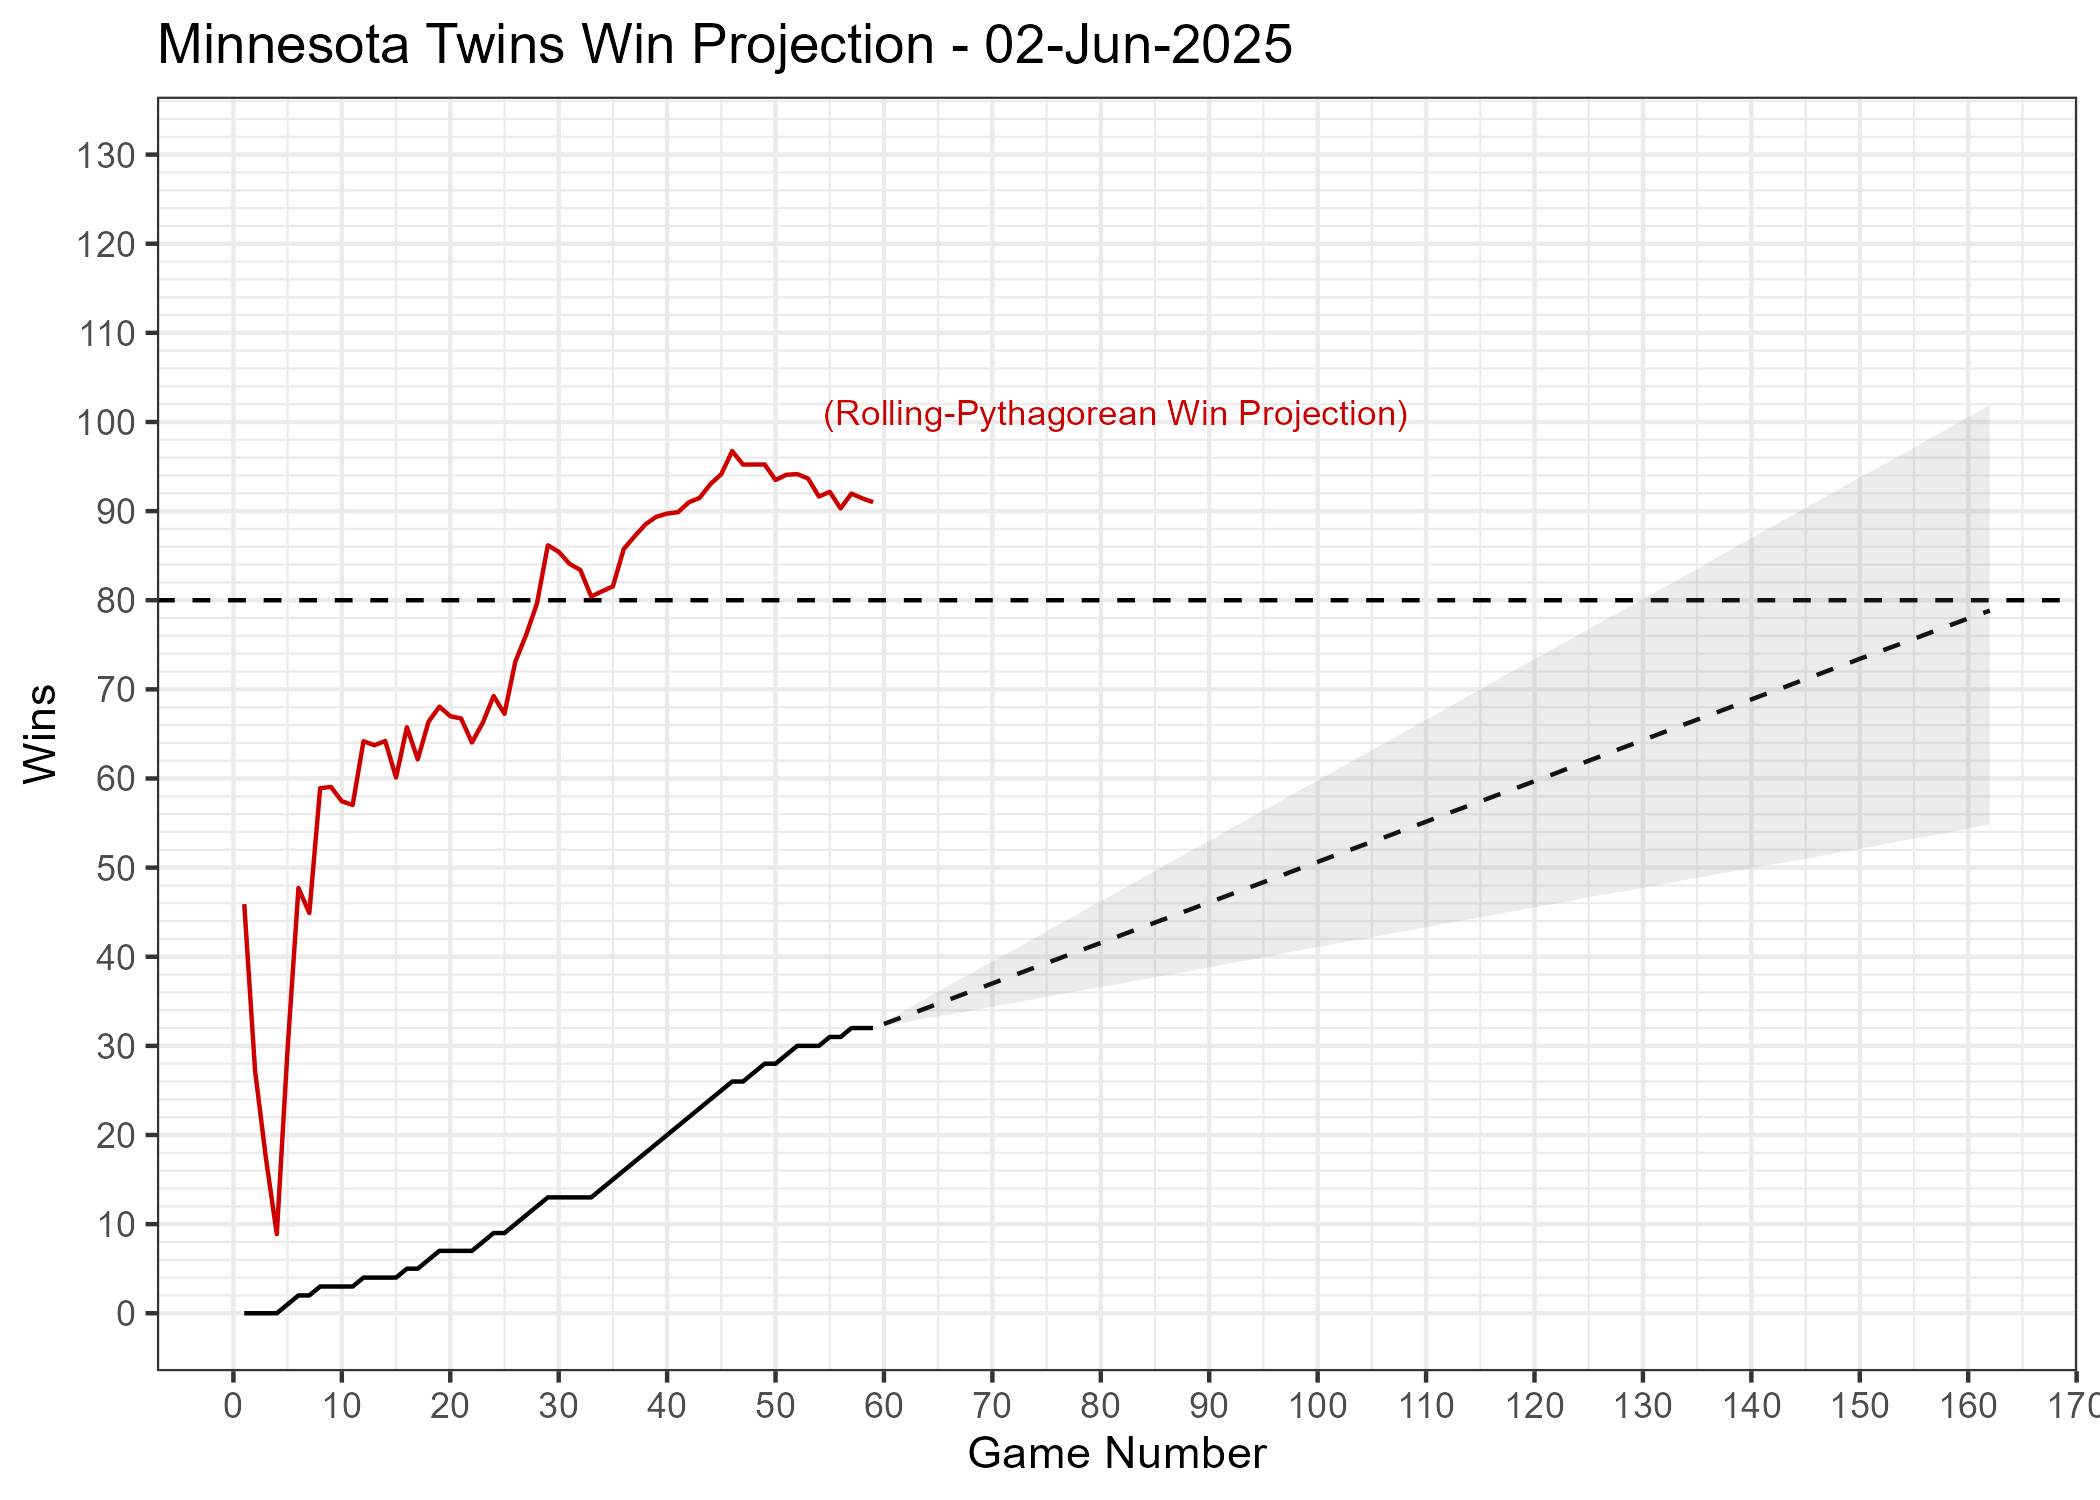 Minnesota Twins Win Projection - 02-Jun-2025
130
120
110
100
90
80
70
60
50
40
30
20
10
0
Wins
(Rolling-Pythagorean Win Projection)
0 10 20 30 40 50 60 70 80 90 100 110 120 130 140 150 160 170
Game Number